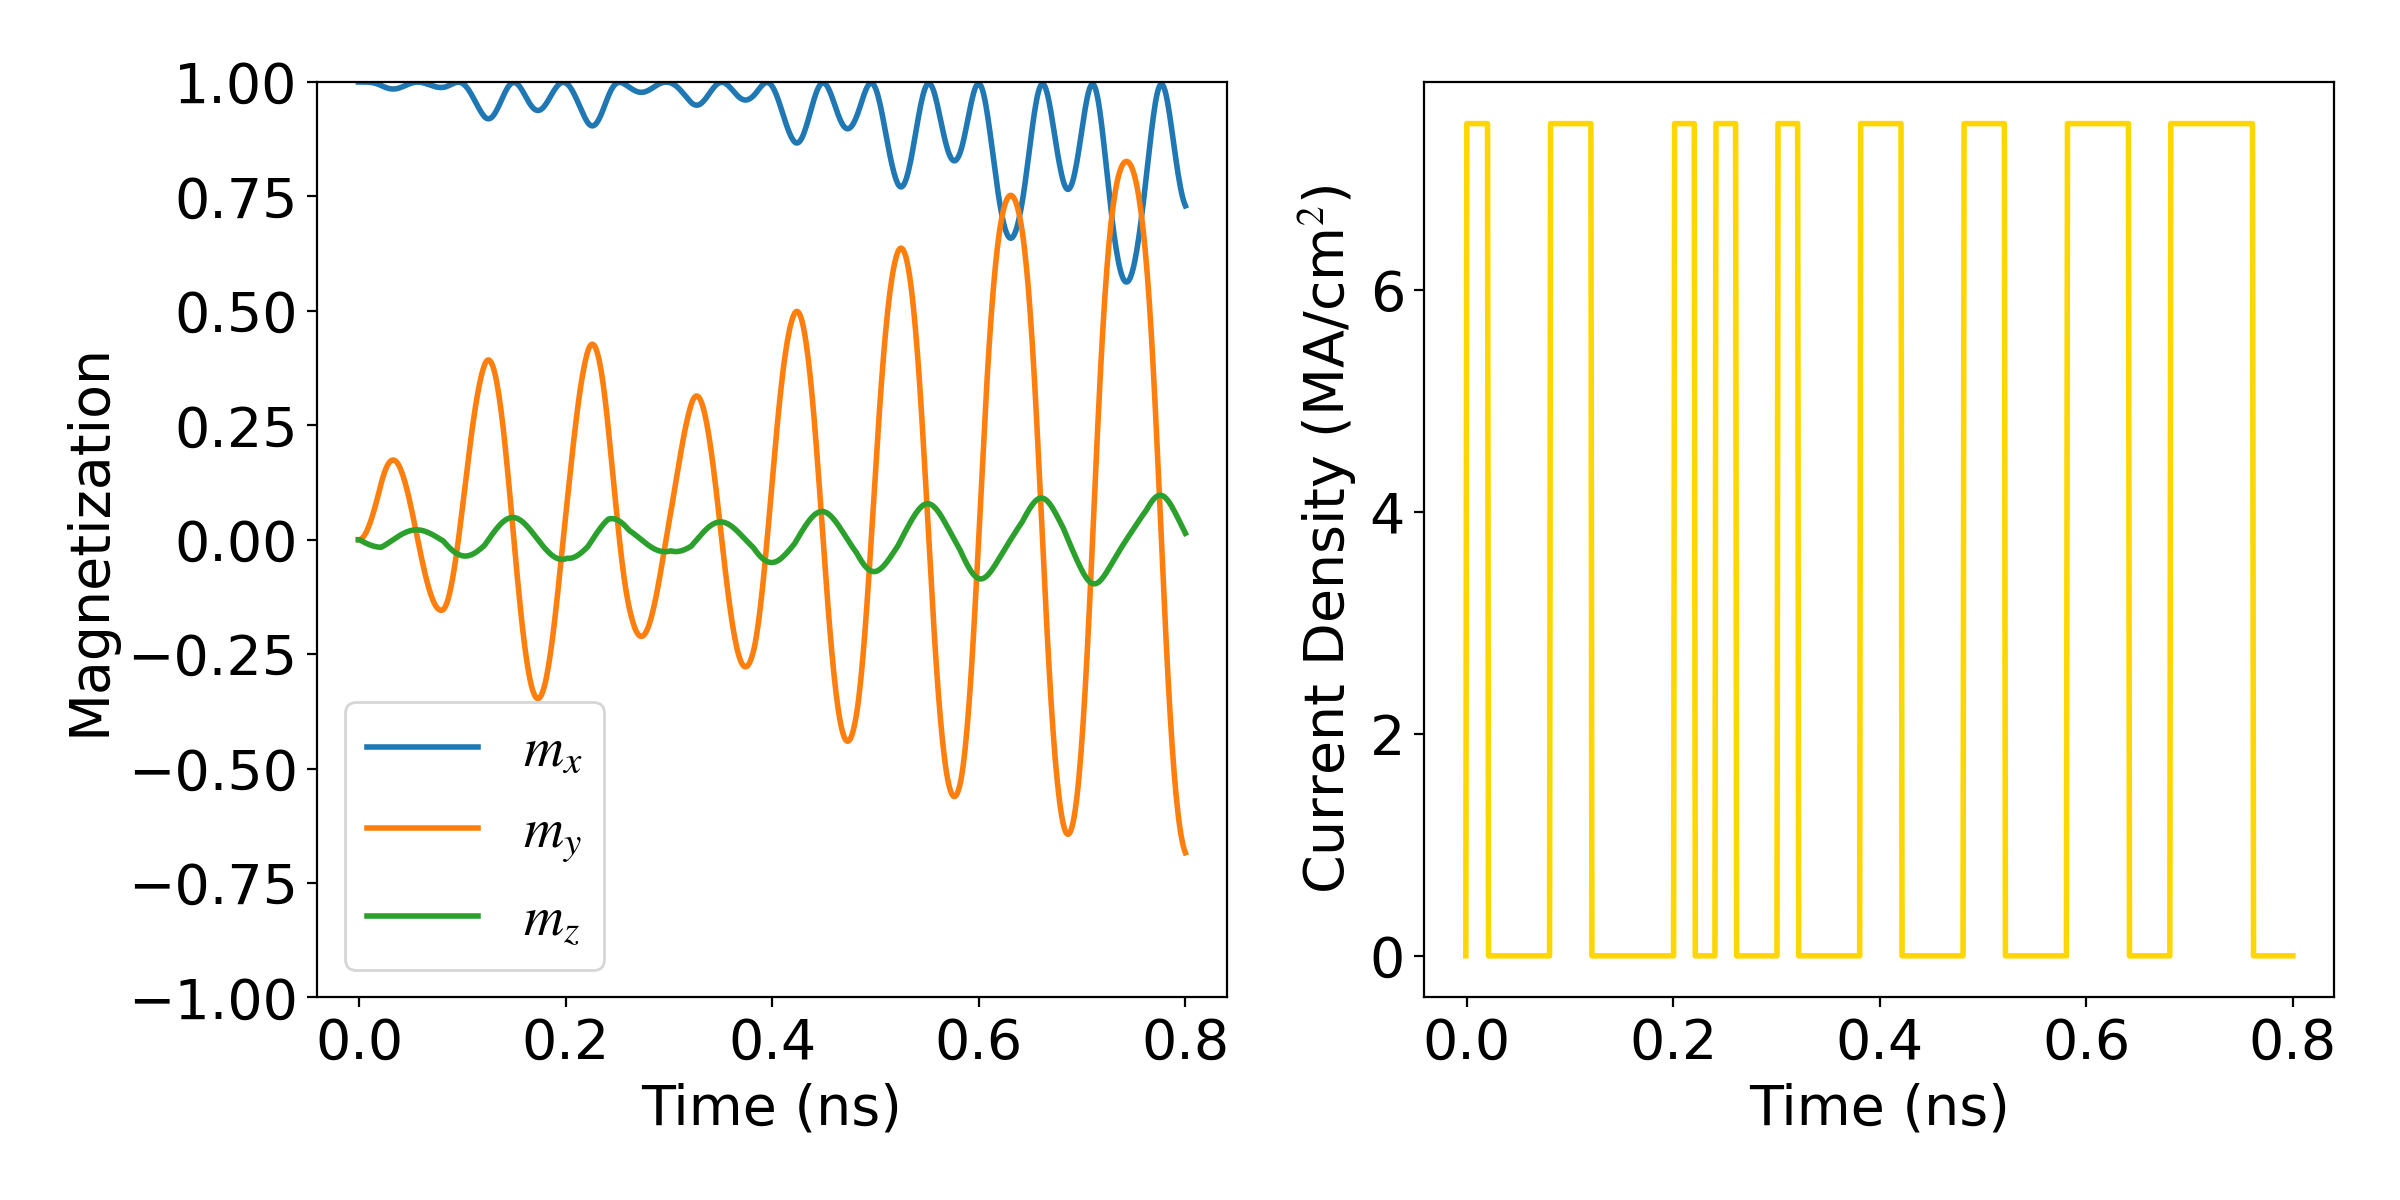 1.00
0.75
0.50
0.25
0.00
−0.25
−0.50
−0.75
−1.00
Magnetization
m_x
m_y
m_z
0.0 0.2 0.4 0.6 0.8
Time (ns)
6
4
2
0
Current Density (MA/cm²)
0.0 0.2 0.4 0.6 0.8
Time (ns)